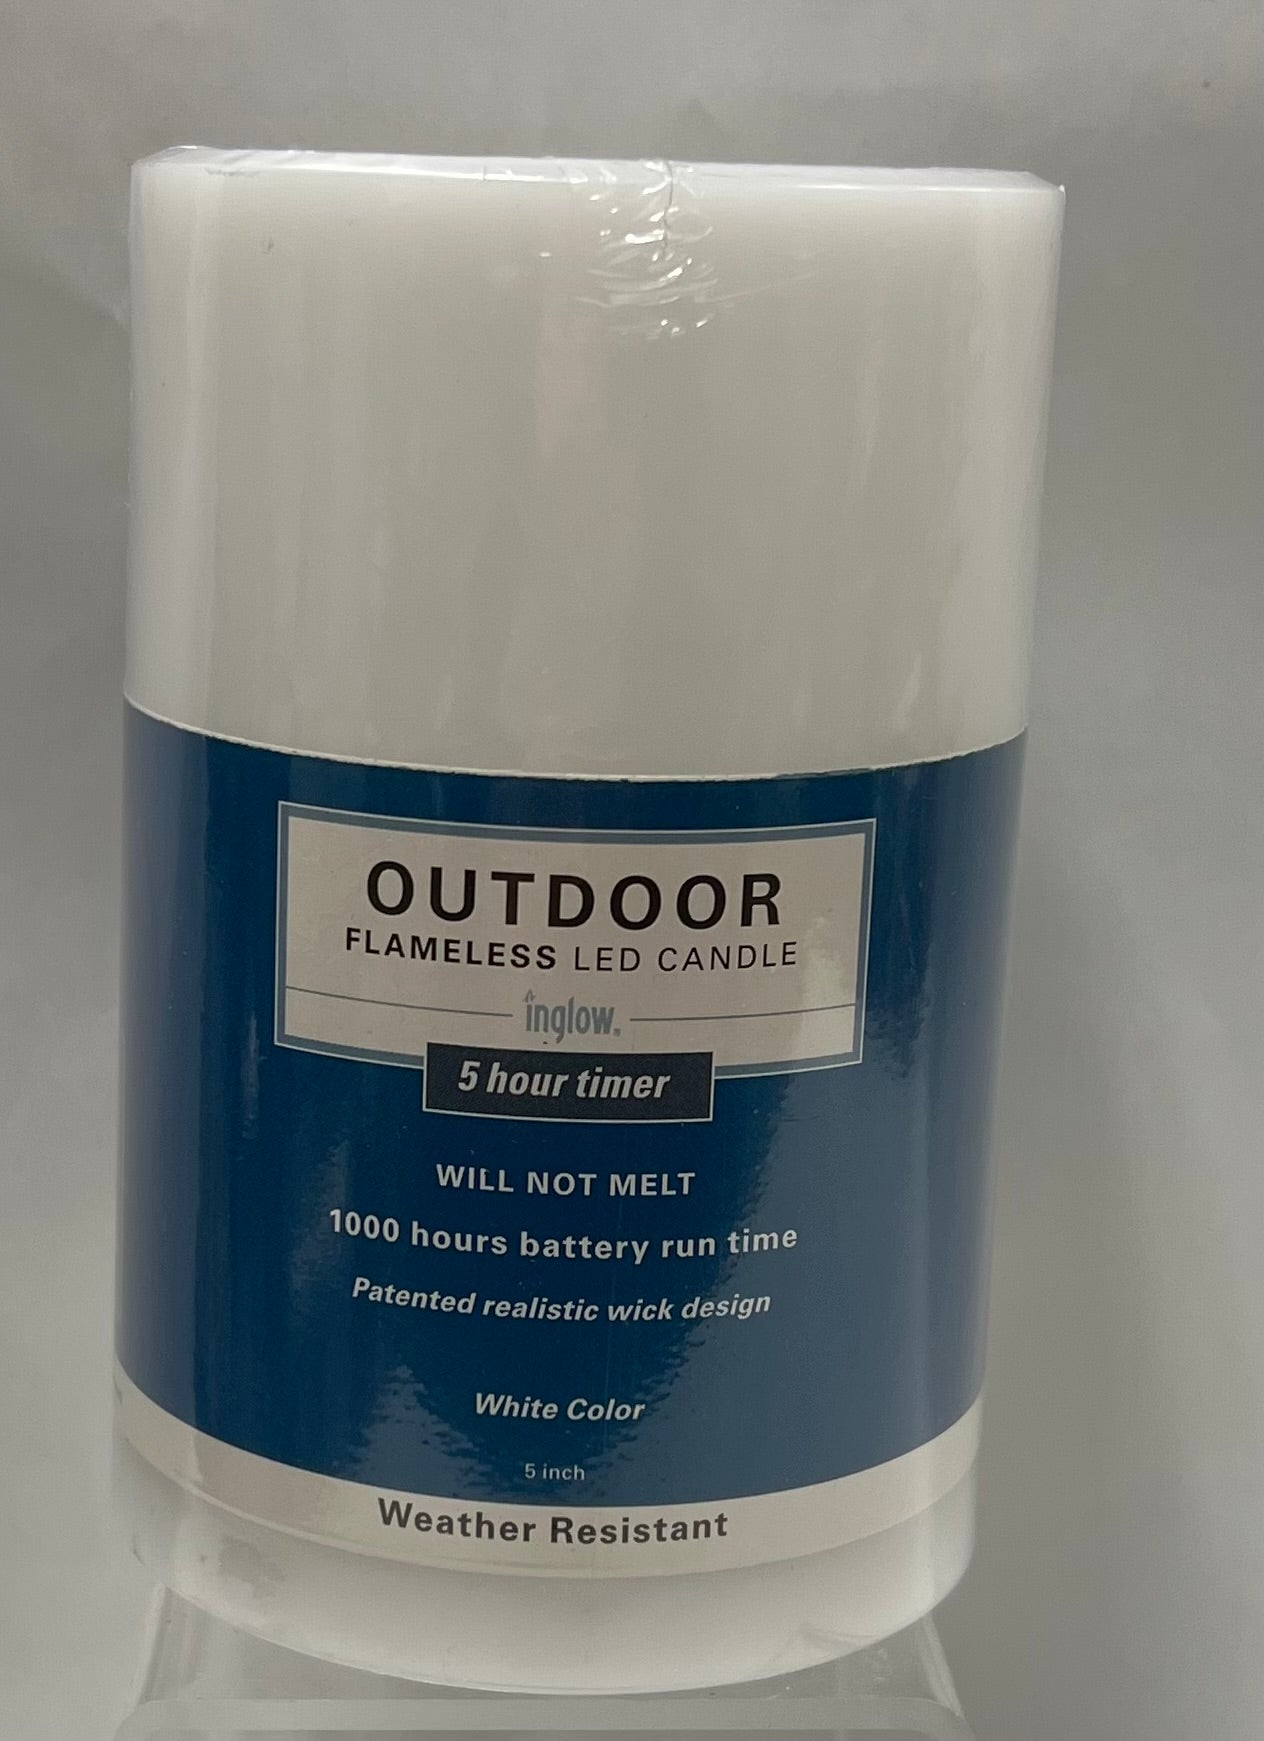 OUTDOOR
FLAMELESS LED CANDLE
inglow.
5 hour timer
WILL NOT MELT
1000 hours battery run time
Patented realistic wick design
White Color
5 inch
Weather Resistant